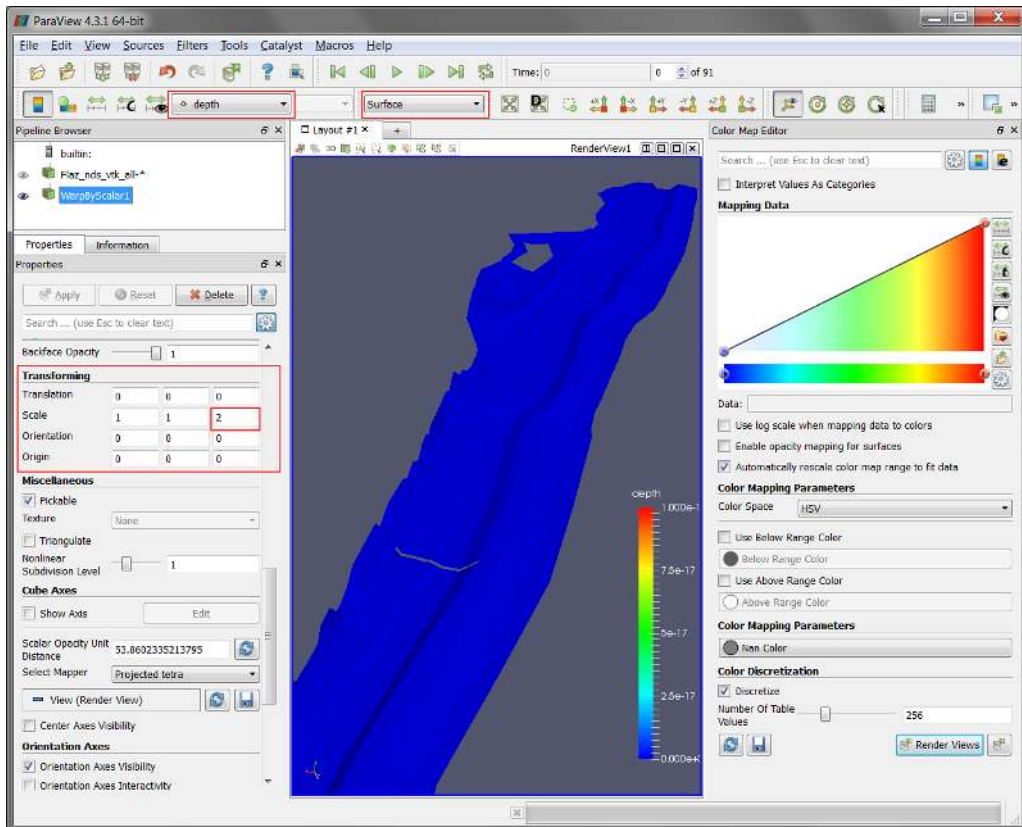 ParaView 4.3.1 64-bit
File Edit View Sources Filters Tools Catalyst Macros Help
Time: 0 0 of 91
depth Surface
Pipeline Browser
builtin:
Flaz_nds_vtk_all-*
WarpByScalar1
Properties Information
Properties
Apply Reset Delete ?
Search ... (use Esc to clear text)
Backface Opacity 1
Transforming
Translation 0 0 0
Scale 1 1 2
Orientation 0 0 0
Origin 0 0 0
Miscellaneous
Pickable
Texture None
Triangulate
Nonlinear
Subdivision Level 1
Cube Axes
Show Axis Edit
Scalar Opacity Unit
Distance 53.8602335213795
Select Mapper Projected tetra
View (Render View)
Center Axes Visibility
Orientation Axes
Orientation Axes Visibility
Orientation Axes Interactivity
Layout #1 × +
3D RenderView1
depth
1.000e-1
7.5e-17
5e-17
2.5e-17
0.000e+0
Color Map Editor
Search ... (use Esc to clear text)
Interpret Values As Categories
Mapping Data
Data:
Use log scale when mapping data to colors
Enable opacity mapping for surfaces
Automatically rescale color map range to fit data
Color Mapping Parameters
Color Space HSV
Use Below Range Color
Below Range Color
Use Above Range Color
Above Range Color
Color Mapping Parameters
Nan Color
Color Discretization
Discretize
Number Of Table
Values 256
Render Views